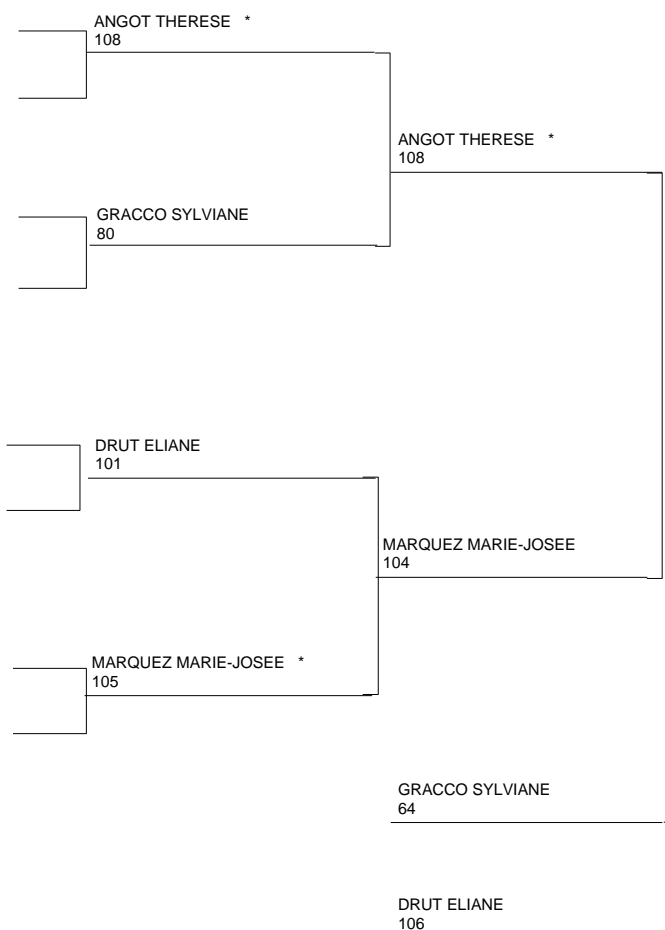 ANGOT THERESE *
108
ANGOT THERESE *
108
GRACCO SYLVIANE
80
DRUT ELIANE
101
MARQUEZ MARIE-JOSEE
104
MARQUEZ MARIE-JOSEE *
105
GRACCO SYLVIANE
64
DRUT ELIANE
106